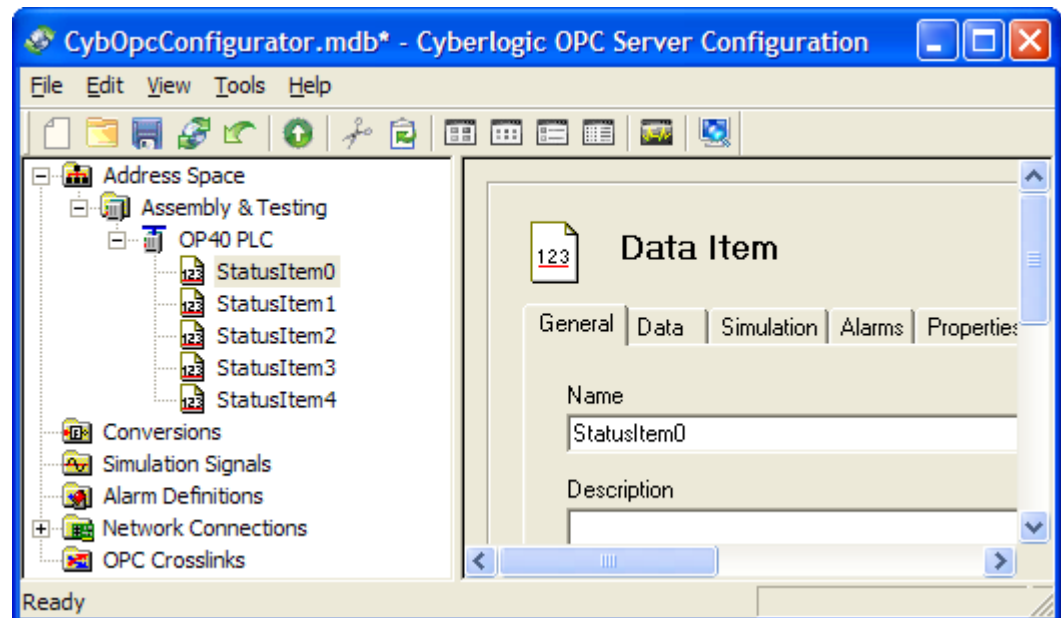 CybOpcConfigurator.mdb* - Cyberlogic OPC Server Configuration
File Edit View Tools Help
Address Space
Assembly & Testing
OP40 PLC
StatusItem0
StatusItem1
StatusItem2
StatusItem3
StatusItem4
Conversions
Simulation Signals
Alarm Definitions
Network Connections
OPC Crosslinks
123 Data Item
General Data Simulation Alarms Properties
Name
StatusItem0
Description
Ready